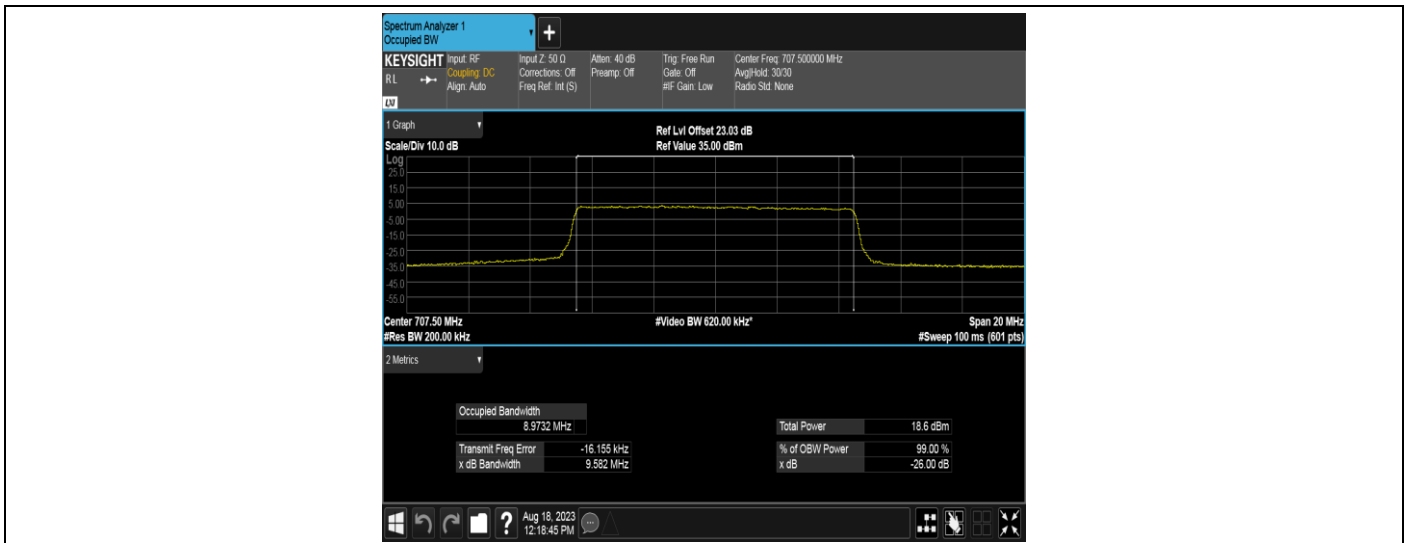 Spectrum Analyzer 1
Occupied BW
+
KEYSIGHT
RL
LXI
Input: RF
Coupling: DC
Align: Auto
Input Z: 50 Ω
Corrections: Off
Freq Ref: Int (S)
Atten: 40 dB
Preamp: Off
Trig: Free Run
Gate: Off
#IF Gain: Low
Center Freq: 707.500000 MHz
Avg|Hold: 30/30
Radio Std: None
1 Graph
Scale/Div 10.0 dB
Ref Lvl Offset 23.03 dB
Ref Value 35.00 dBm
Log
25.0
15.0
5.00
-5.00
-15.0
-25.0
-35.0
-45.0
-55.0
Center 707.50 MHz
#Video BW 620.00 kHz*
Span 20 MHz
#Res BW 200.00 kHz
#Sweep 100 ms (601 pts)
2 Metrics
Occupied Bandwidth
8.9732 MHz
Total Power 18.6 dBm
Transmit Freq Error -16.155 kHz
% of OBW Power 99.00 %
x dB Bandwidth 9.582 MHz
x dB -26.00 dB
?
Aug 18, 2023
12:18:45 PM